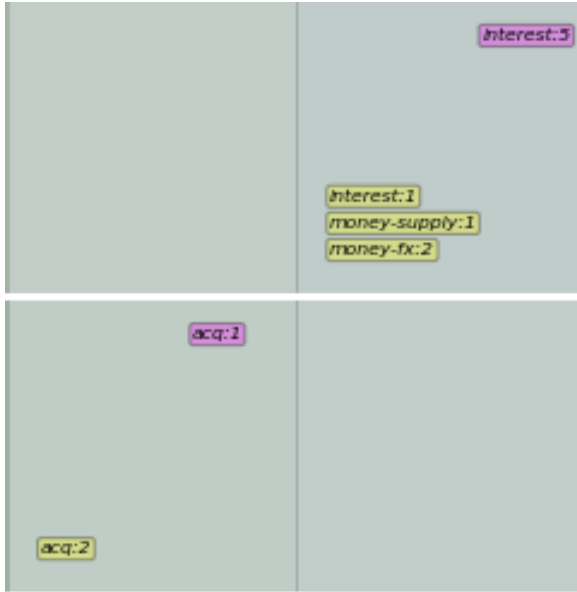 interest:5
interest:1
money-supply:1
money-fx:2
acq:1
acq:2